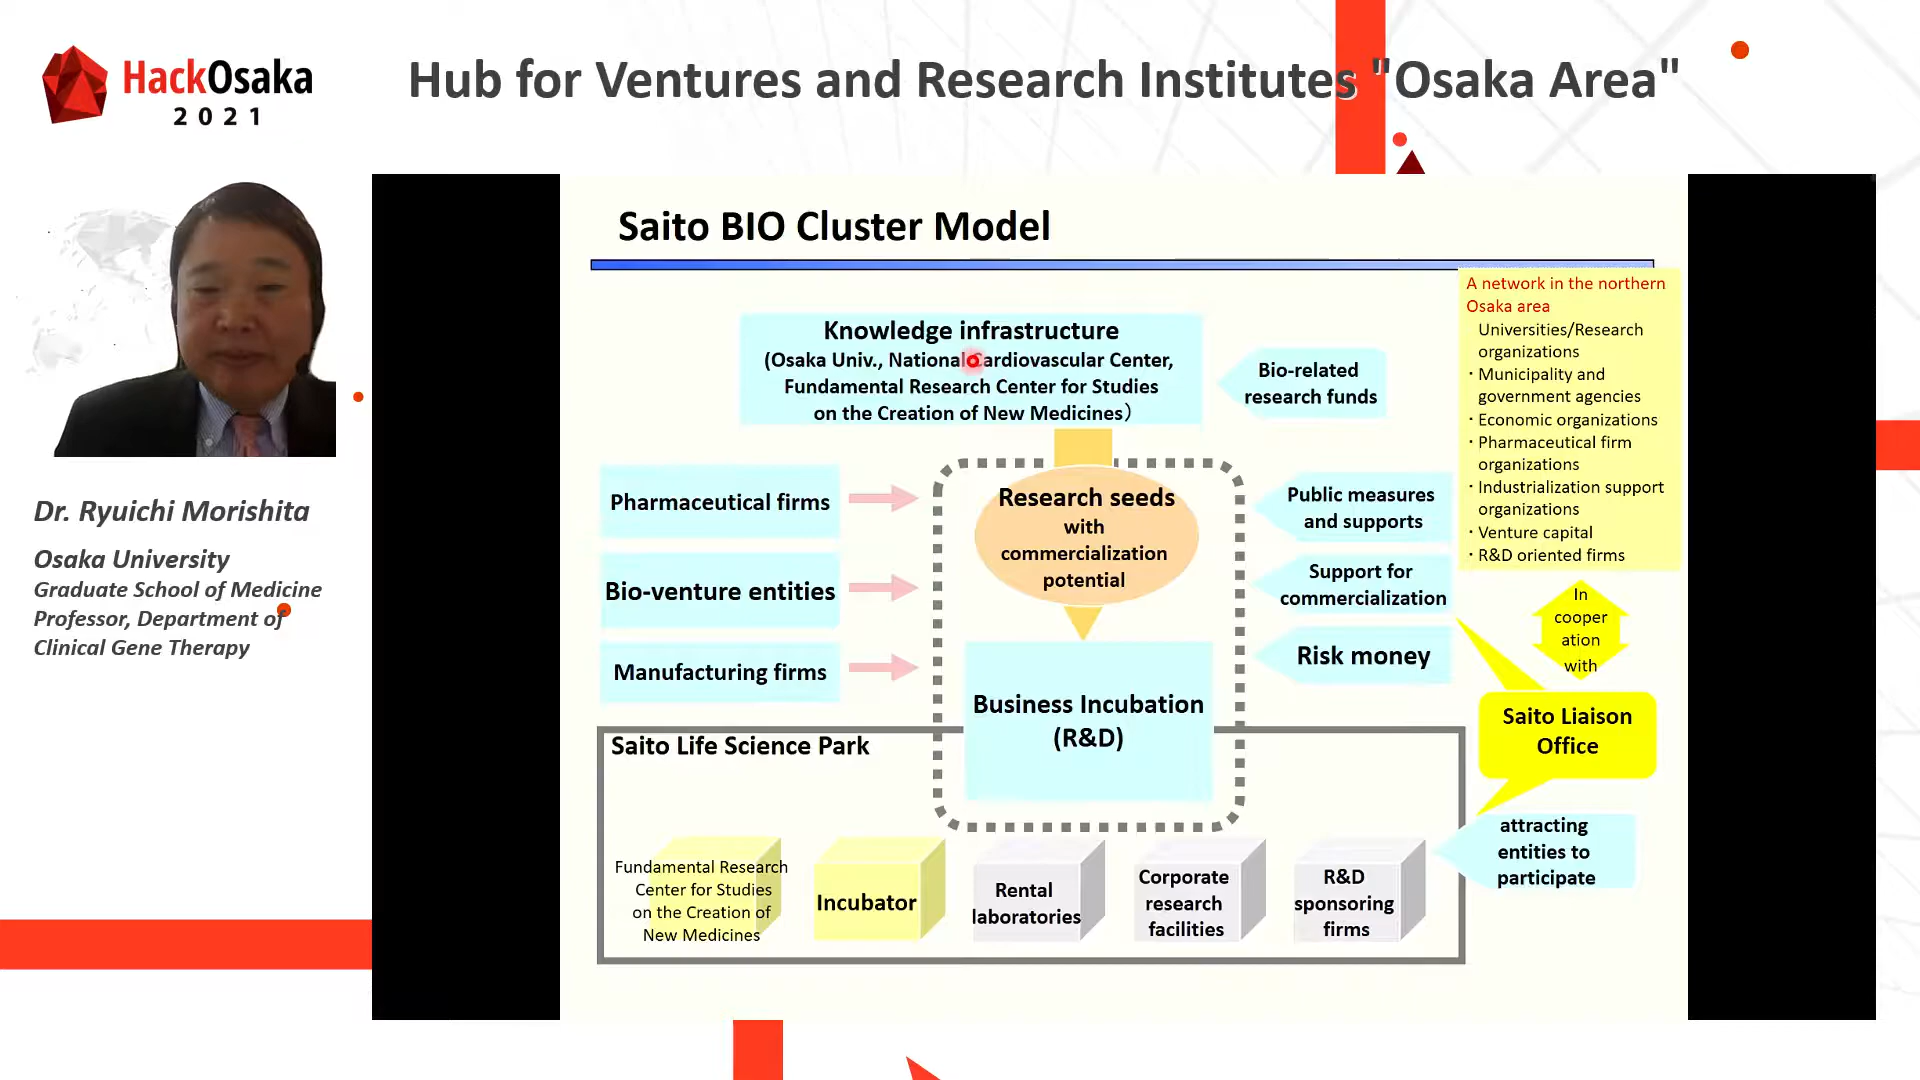 HackOsaka
2021
Hub for Ventures and Research Institutes "Osaka Area"
Dr. Ryuichi Morishita
Osaka University
Graduate School of Medicine
Professor, Department of
Clinical Gene Therapy
Saito BIO Cluster Model
Knowledge infrastructure
(Osaka Univ., National Cardiovascular Center,
Fundamental Research Center for Studies
on the Creation of New Medicines）
Bio-related
research funds
A network in the northern
Osaka area
Universities/Research
organizations
・Municipality and
government agencies
・Economic organizations
・Pharmaceutical firm
organizations
・Industrialization support
organizations
・Venture capital
・R&D oriented firms
Pharmaceutical firms
Bio-venture entities
Manufacturing firms
Research seeds
with
commercialization
potential
Business Incubation
(R&D)
Public measures
and supports
Support for
commercialization
Risk money
In
cooper
ation
with
Saito Liaison
Office
attracting
entities to
participate
Saito Life Science Park
Fundamental Research
Center for Studies
on the Creation of
New Medicines
Incubator
Rental
laboratories
Corporate
research
facilities
R&D
sponsoring
firms